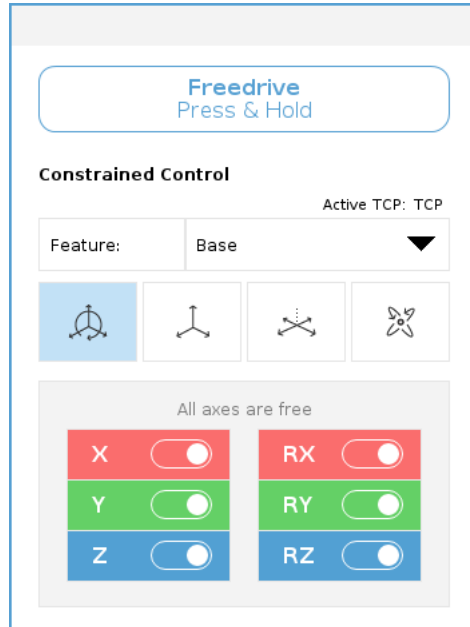 Freedrive
Press & Hold
Constrained Control
Active TCP: TCP
Feature: Base
All axes are free
X RX
Y RY
Z RZ